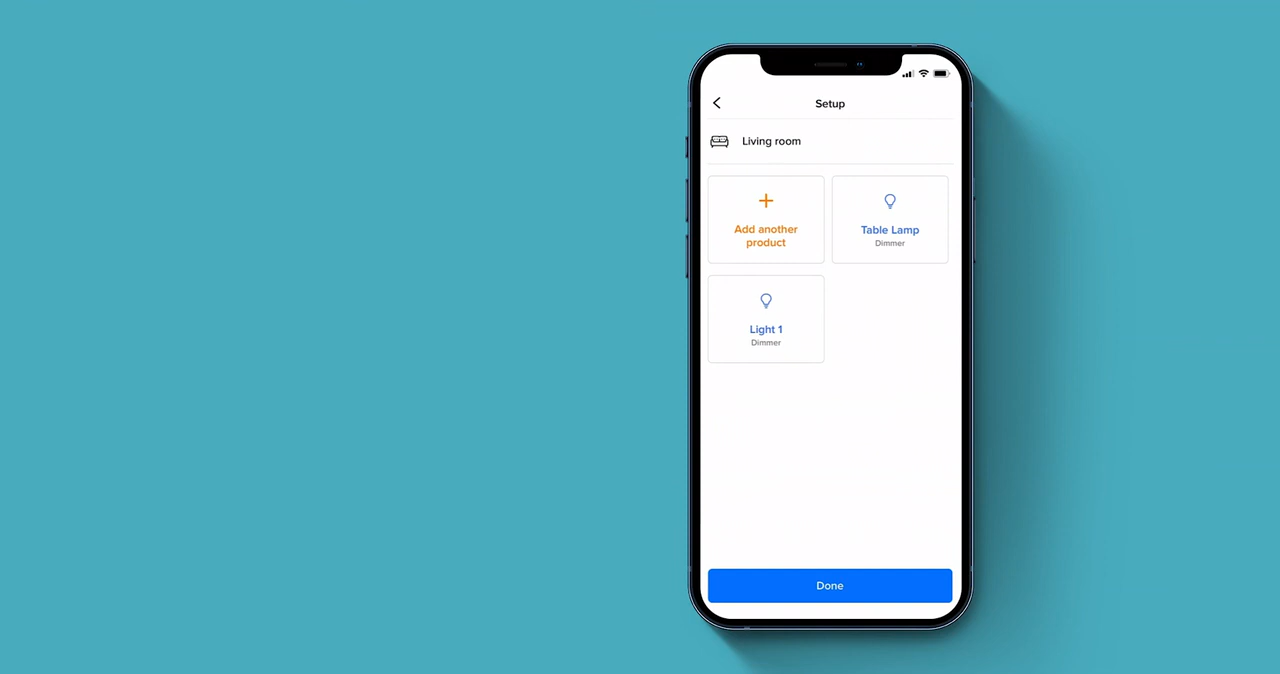 Setup
Living room
Add another
product
Table Lamp
Dimmer
Light 1
Dimmer
Done